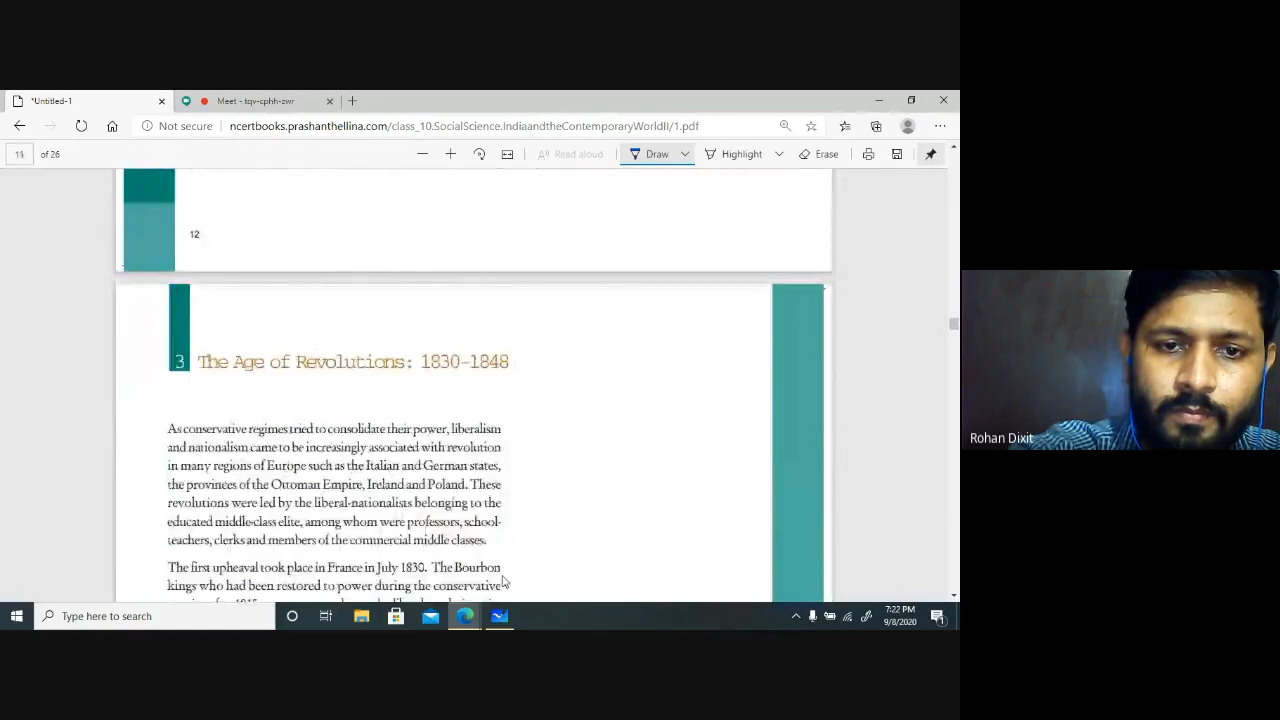 *Untitled-1
Meet - tqv-cphh-zwr
Not secure
ncertbooks.prashanthellina.com/class_10.SocialScience.IndiaandtheContemporaryWorldII/1.pdf
of 26
Read aloud
Draw
Highlight
Erase
12
3 The Age of Revolutions: 1830-1848
As conservative regimes tried to consolidate their power, liberalism
and nationalism came to be increasingly associated with revolution
in many regions of Europe such as the Italian and German states,
the provinces of the Ottoman Empire, Ireland and Poland. These
revolutions were led by the liberal-nationalists belonging to the
educated middle-class elite, among whom were professors, school-
teachers, clerks and members of the commercial middle classes.
The first upheaval took place in France in July 1830. The Bourbon
kings who had been restored to power during the conservative
Rohan Dixit
Type here to search
7:22 PM
9/8/2020
1